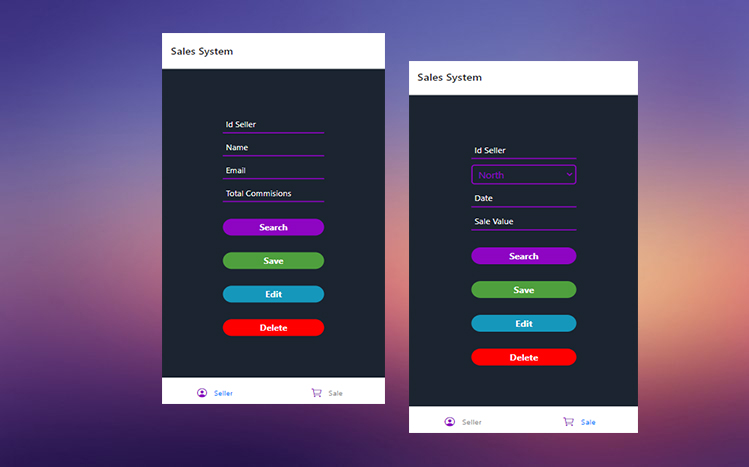 Sales System
Id Seller
Name
Email
Total Commisions
Search
Save
Edit
Delete
Seller
Sale
Sales System
Id Seller
North
Date
Sale Value
Search
Save
Edit
Delete
Seller
Sale